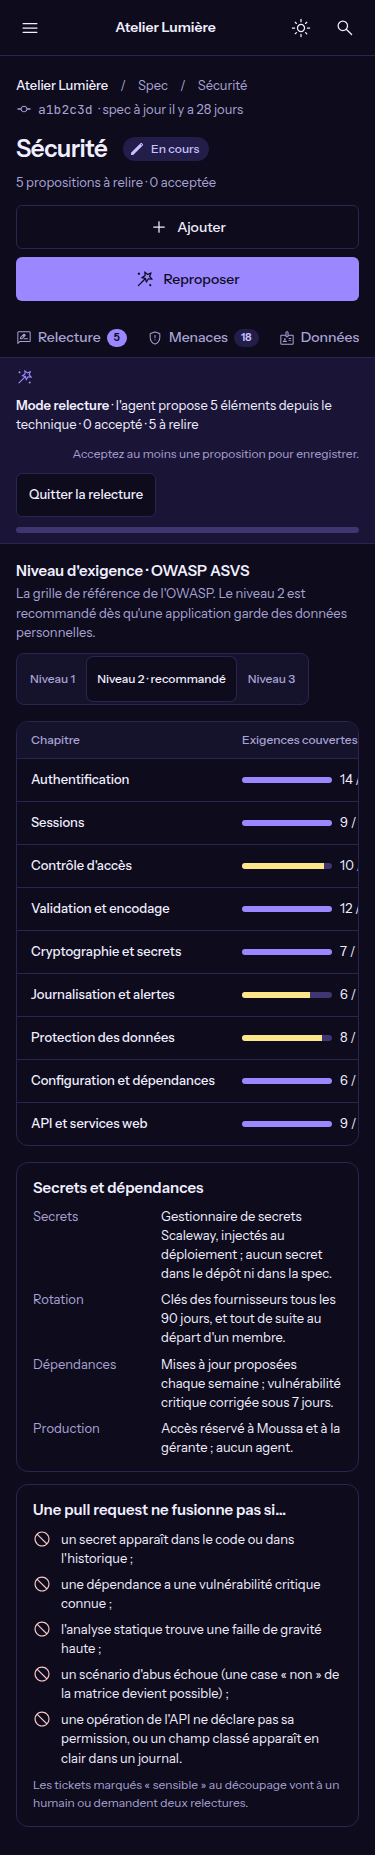 Atelier Lumière
Atelier Lumière / Spec / Sécurité
a1b2c3d · spec à jour il y a 28 jours
Sécurité
En cours
5 propositions à relire · 0 acceptée
Ajouter
Reproposer
Relecture 5 Menaces 18 Données
Mode relecture · l'agent propose 5 éléments depuis le
technique · 0 accepté · 5 à relire
Acceptez au moins une proposition pour enregistrer.
Quitter la relecture
Niveau d'exigence · OWASP ASVS
La grille de référence de l'OWASP. Le niveau 2 est
recommandé dès qu'une application garde des données
personnelles.
Niveau 1 Niveau 2 · recommandé Niveau 3
Chapitre Exigences couvertes
Authentification 14 /
Sessions 9 /
Contrôle d'accès 10
Validation et encodage 12 /
Cryptographie et secrets 7 /
Journalisation et alertes 6 /
Protection des données 8 /
Configuration et dépendances 6 /
API et services web 9 /
Secrets et dépendances
Secrets Gestionnaire de secrets
Scaleway, injectés au
déploiement ; aucun secret
dans le dépôt ni dans la spec.
Rotation Clés des fournisseurs tous les
90 jours, et tout de suite au
départ d'un membre.
Dépendances Mises à jour proposées
chaque semaine ; vulnérabilité
critique corrigée sous 7 jours.
Production Accès réservé à Moussa et à la
gérante ; aucun agent.
Une pull request ne fusionne pas si…
un secret apparaît dans le code ou dans
l'historique ;
une dépendance a une vulnérabilité critique
connue ;
l'analyse statique trouve une faille de gravité
haute ;
un scénario d'abus échoue (une case « non » de
la matrice devient possible) ;
une opération de l'API ne déclare pas sa
permission, ou un champ classé apparaît en
clair dans un journal.
Les tickets marqués « sensible » au découpage vont à un
humain ou demandent deux relectures.